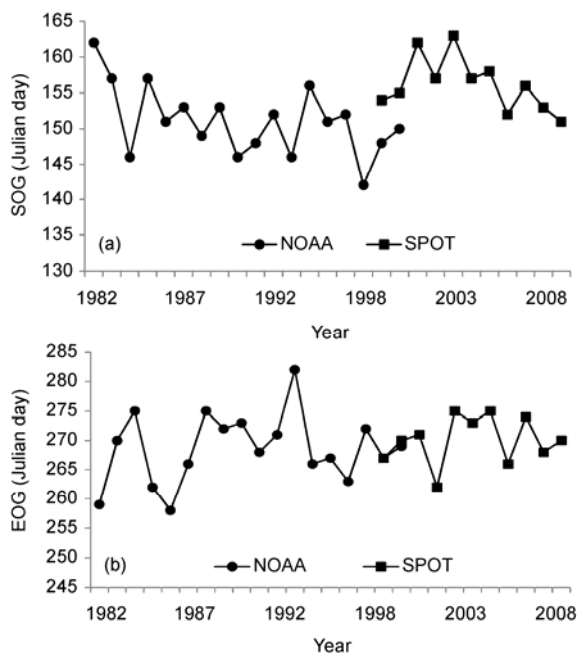 165
160
155
150
145
140
135
130
SOG (Julian day)
(a)
NOAA
SPOT
1982 1987 1992 1998 2003 2008
Year
285
280
275
270
265
260
255
250
245
EOG (Julian day)
(b)
NOAA
SPOT
1982 1987 1992 1998 2003 2008
Year